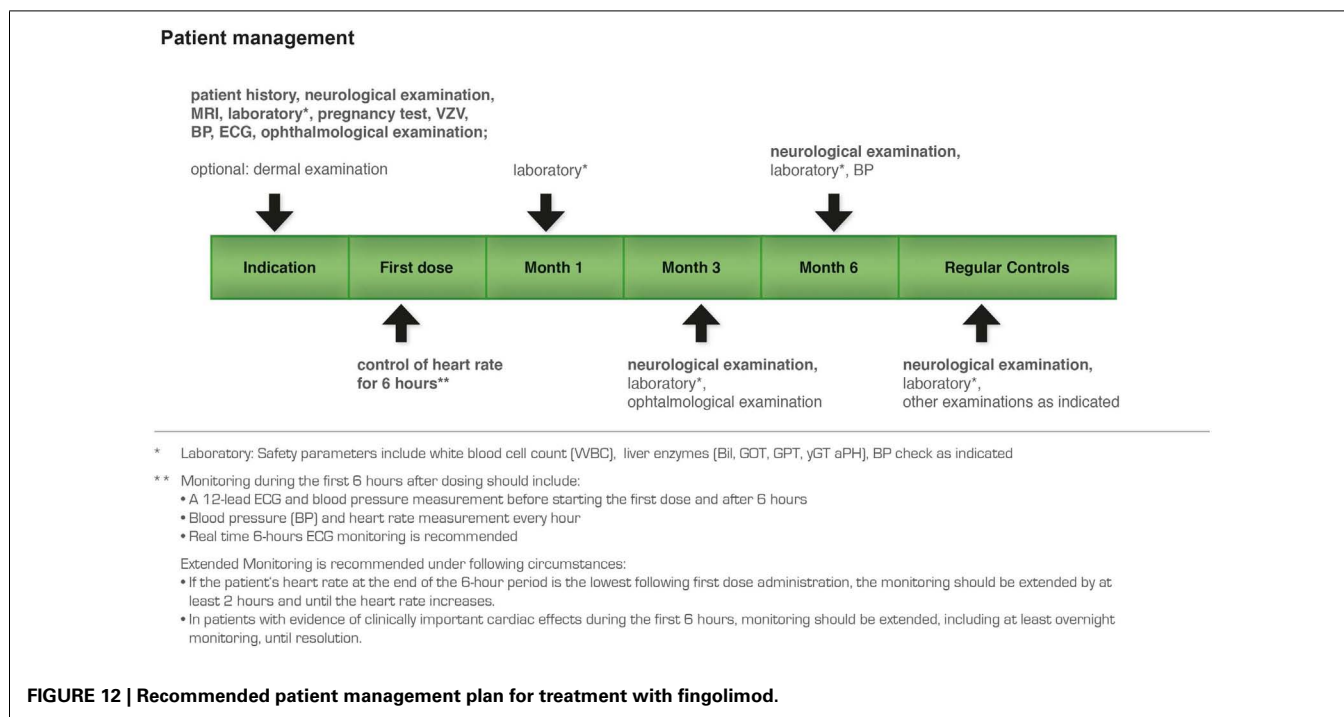 Patient management
patient history, neurological examination,
MRI, laboratory*, pregnancy test, VZV,
BP, ECG, ophthalmological examination;
optional: dermal examination
laboratory*
neurological examination,
laboratory*, BP
Indication
First dose
Month 1
Month 3
Month 6
Regular Controls
control of heart rate
for 6 hours**
neurological examination,
laboratory*,
ophtalmological examination
neurological examination,
laboratory*,
other examinations as indicated
* Laboratory: Safety parameters include white blood cell count (WBC), liver enzymes (Bil, GOT, GPT, yGT aPH), BP check as indicated
** Monitoring during the first 6 hours after dosing should include:
• A 12-lead ECG and blood pressure measurement before starting the first dose and after 6 hours
• Blood pressure (BP) and heart rate measurement every hour
• Real time 6-hours ECG monitoring is recommended
Extended Monitoring is recommended under following circumstances:
• If the patient's heart rate at the end of the 6-hour period is the lowest following first dose administration, the monitoring should be extended by at
least 2 hours and until the heart rate increases.
• In patients with evidence of clinically important cardiac effects during the first 6 hours, monitoring should be extended, including at least overnight
monitoring, until resolution.
FIGURE 12 | Recommended patient management plan for treatment with fingolimod.